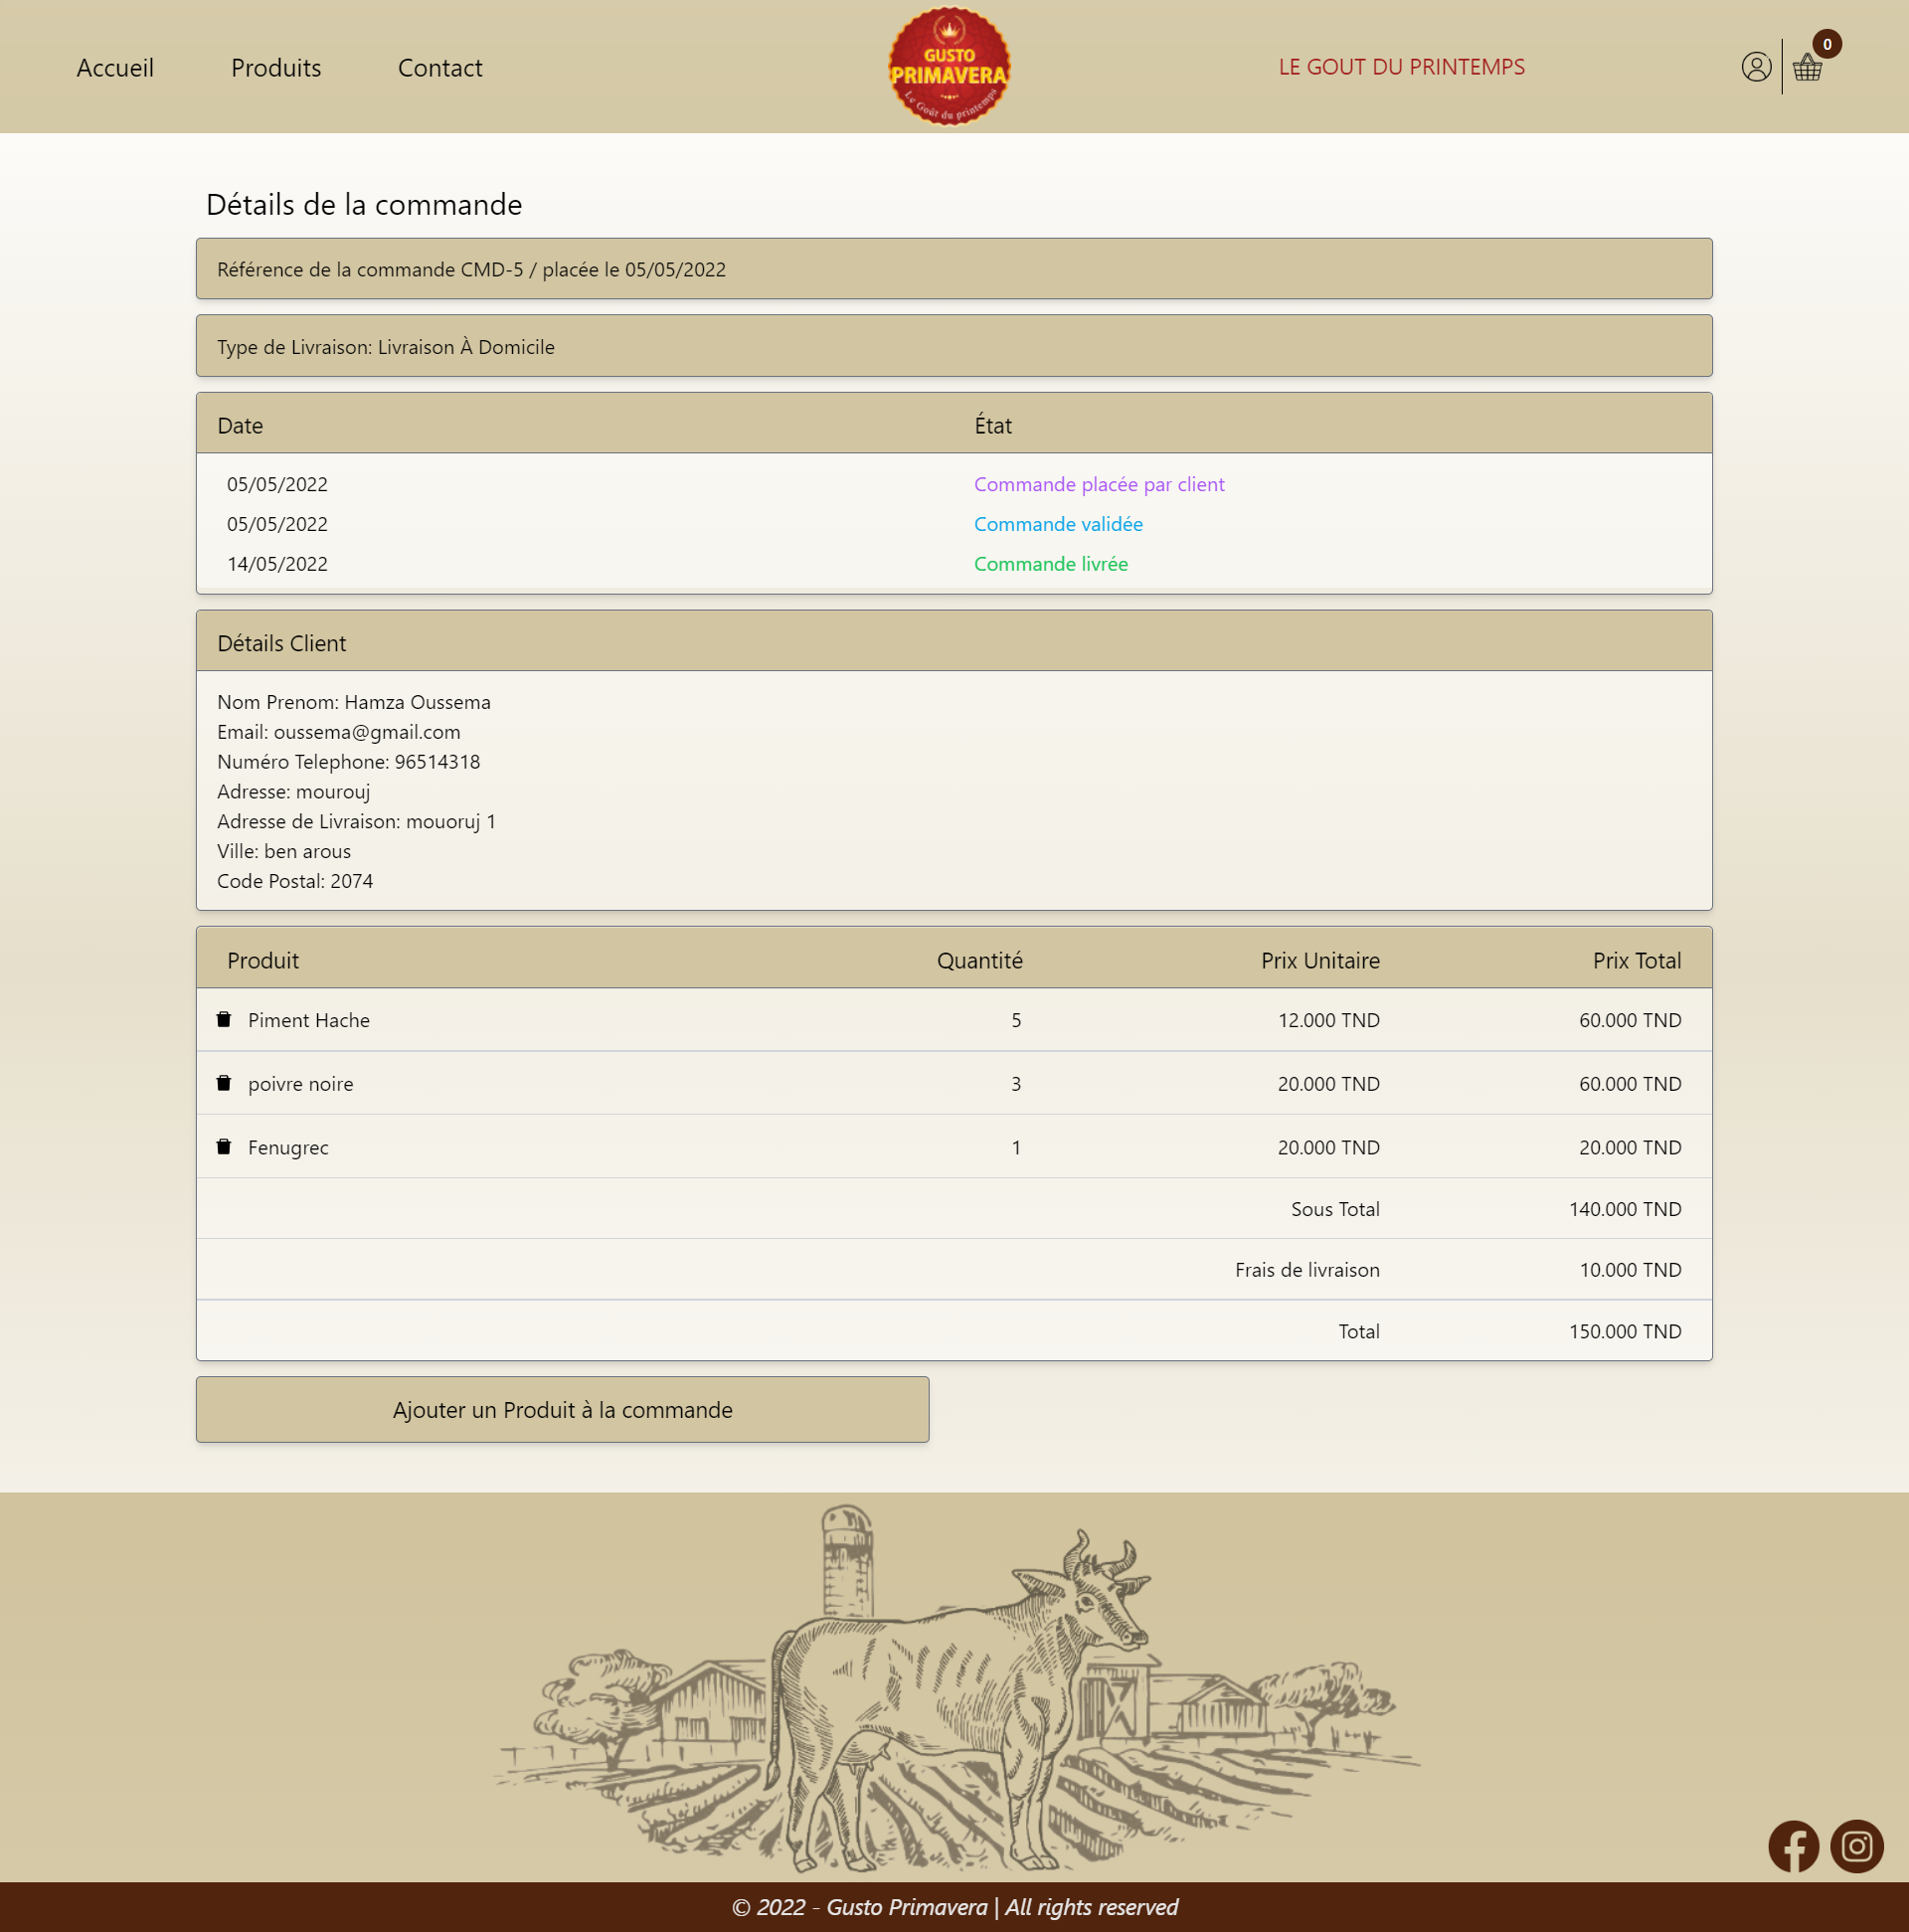 Accueil Produits Contact
GUSTO
PRIMAVERA
Le Goût du printemps
LE GOUT DU PRINTEMPS
0
Détails de la commande
Référence de la commande CMD-5 / placée le 05/05/2022
Type de Livraison: Livraison À Domicile
Date État
05/05/2022 Commande placée par client
05/05/2022 Commande validée
14/05/2022 Commande livrée
Détails Client
Nom Prenom: Hamza Oussema
Email: oussema@gmail.com
Numéro Telephone: 96514318
Adresse: mourouj
Adresse de Livraison: mouoruj 1
Ville: ben arous
Code Postal: 2074
Produit Quantité Prix Unitaire Prix Total
Piment Hache 5 12.000 TND 60.000 TND
poivre noire 3 20.000 TND 60.000 TND
Fenugrec 1 20.000 TND 20.000 TND
Sous Total 140.000 TND
Frais de livraison 10.000 TND
Total 150.000 TND
Ajouter un Produit à la commande
© 2022 - Gusto Primavera | All rights reserved